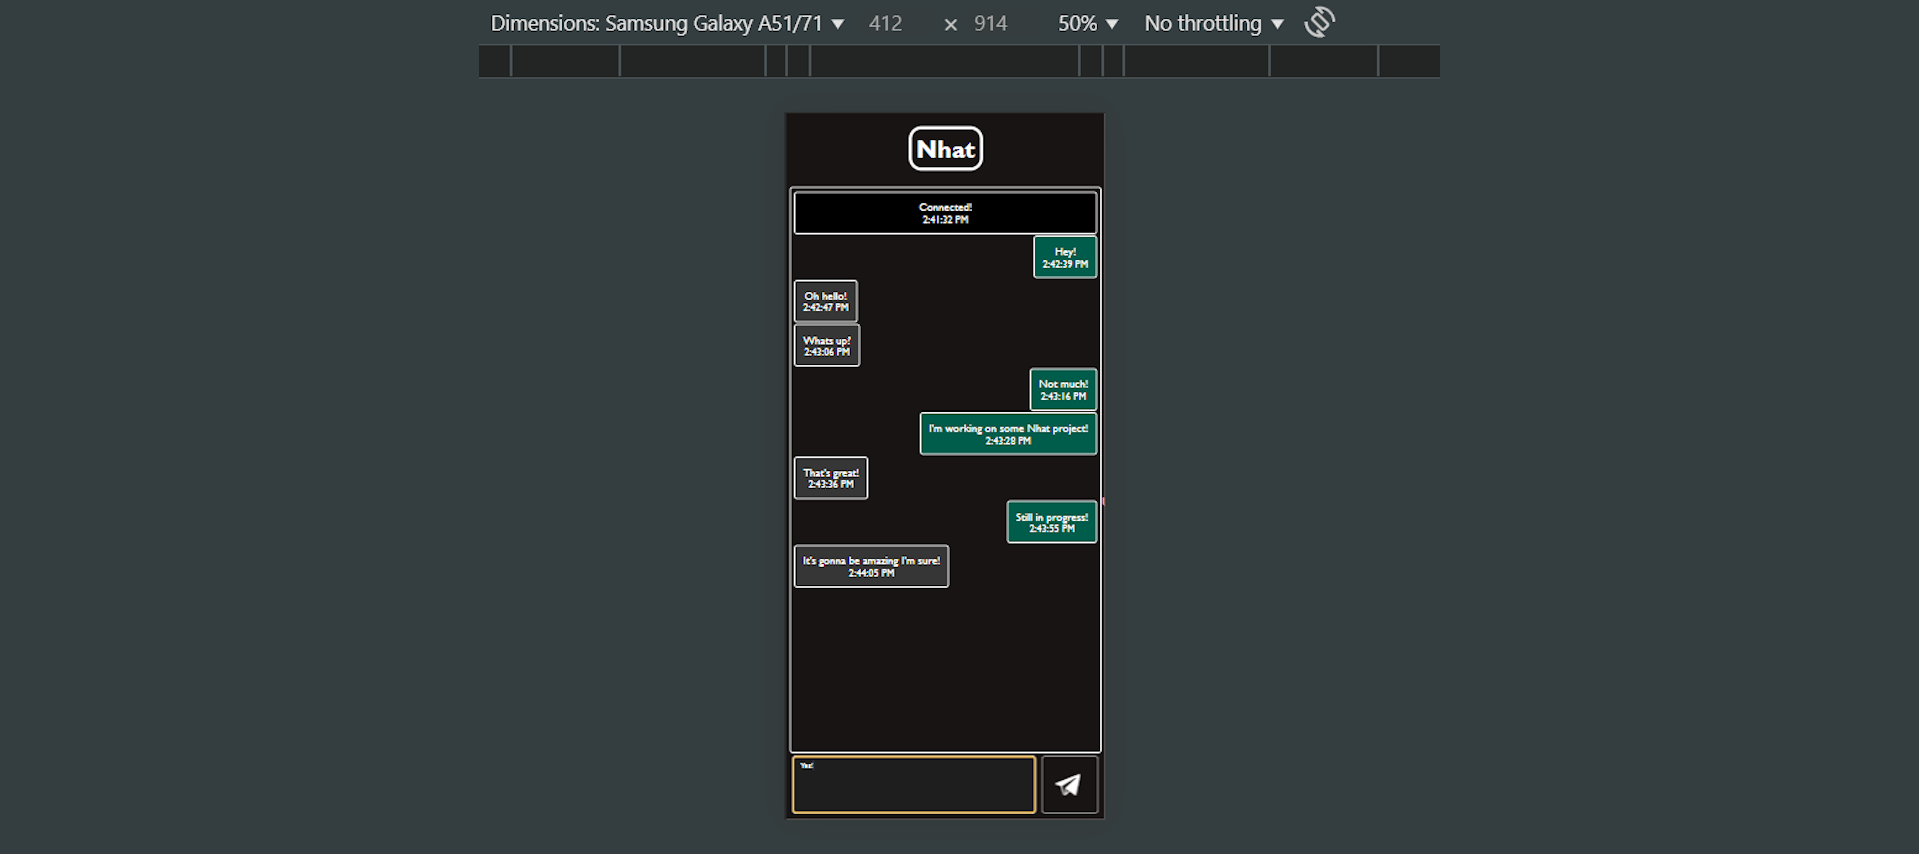 Dimensions: Samsung Galaxy A51/71 ▼ 412 × 914 50% ▼ No throttling ▼
Nhat
Connected!
2:41:32 PM
Hey!
2:42:39 PM
Oh hello!
2:42:47 PM
Whats up?
2:43:06 PM
Not much!
2:43:16 PM
I'm working on some Nhat project!
2:43:28 PM
That's great!
2:43:36 PM
Still in progress!
2:43:55 PM
It's gonna be amazing I'm sure!
2:44:05 PM
Yes!